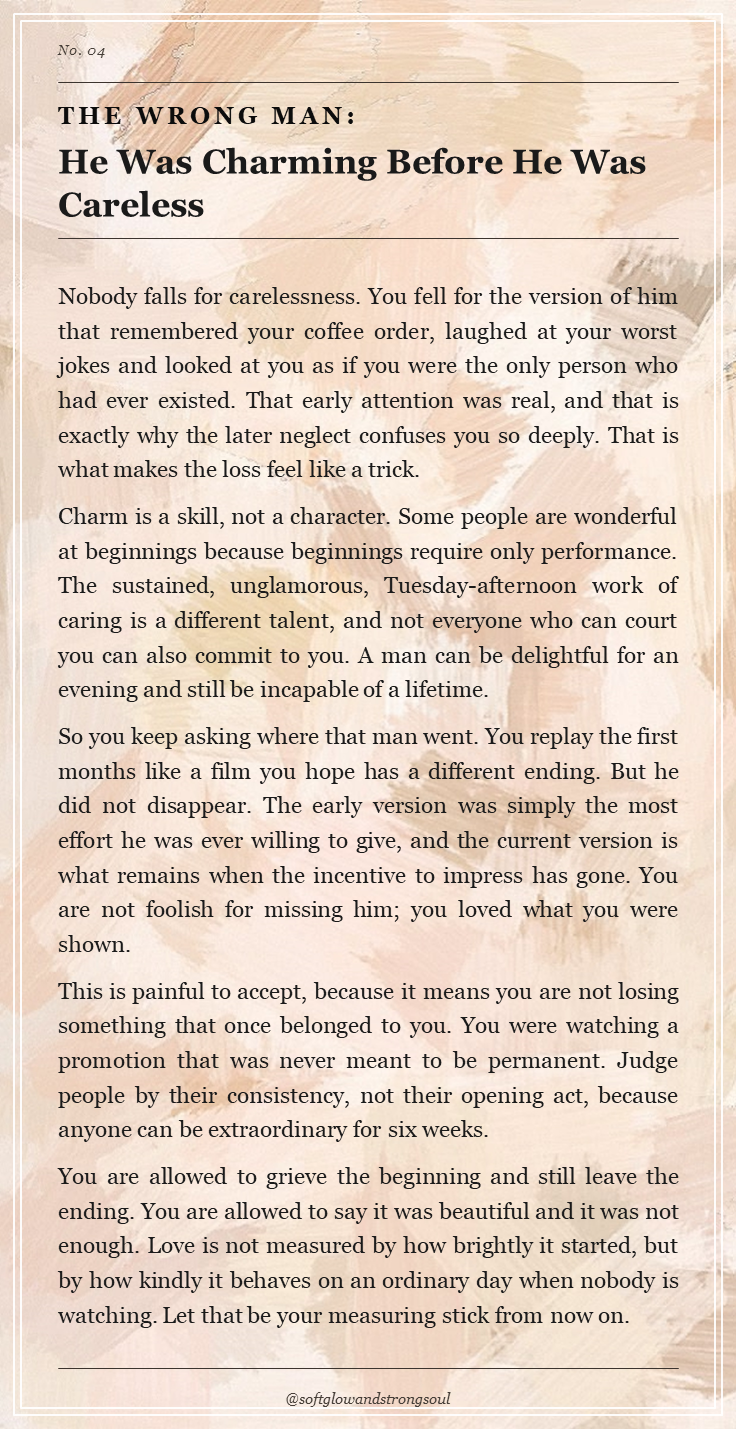 No. 04
THE WRONG MAN:
He Was Charming Before He Was
Careless
Nobody falls for carelessness. You fell for the version of him
that remembered your coffee order, laughed at your worst
jokes and looked at you as if you were the only person who
had ever existed. That early attention was real, and that is
exactly why the later neglect confuses you so deeply. That is
what makes the loss feel like a trick.
Charm is a skill, not a character. Some people are wonderful
at beginnings because beginnings require only performance.
The sustained, unglamorous, Tuesday-afternoon work of
caring is a different talent, and not everyone who can court
you can also commit to you. A man can be delightful for an
evening and still be incapable of a lifetime.
So you keep asking where that man went. You replay the first
months like a film you hope has a different ending. But he
did not disappear. The early version was simply the most
effort he was ever willing to give, and the current version is
what remains when the incentive to impress has gone. You
are not foolish for missing him; you loved what you were
shown.
This is painful to accept, because it means you are not losing
something that once belonged to you. You were watching a
promotion that was never meant to be permanent. Judge
people by their consistency, not their opening act, because
anyone can be extraordinary for six weeks.
You are allowed to grieve the beginning and still leave the
ending. You are allowed to say it was beautiful and it was not
enough. Love is not measured by how brightly it started, but
by how kindly it behaves on an ordinary day when nobody is
watching. Let that be your measuring stick from now on.
@softglowandstrongsoul